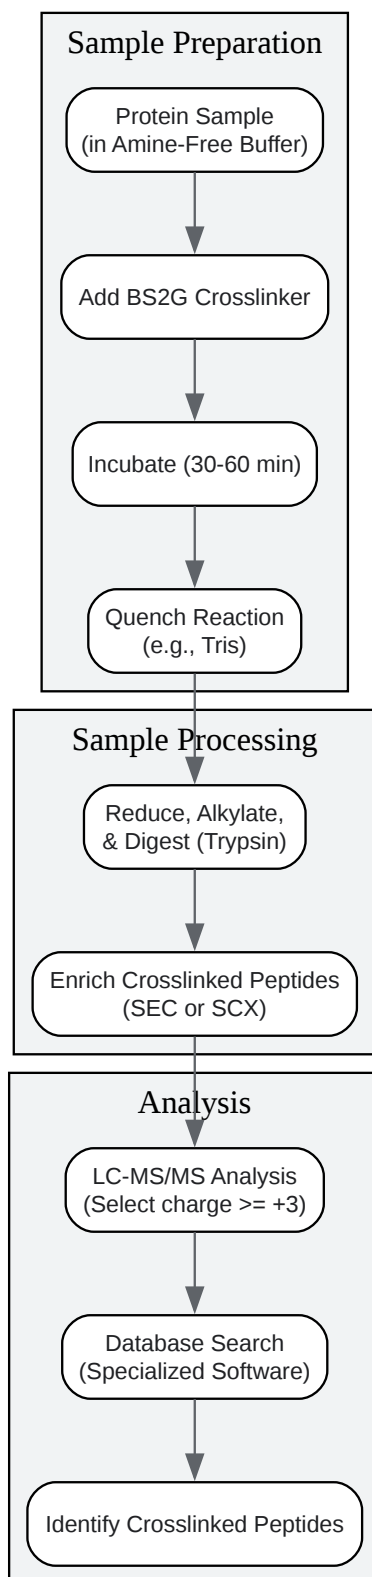 Sample Preparation
Protein Sample
(in Amine-Free Buffer)
Add BS2G Crosslinker
Incubate (30-60 min)
Quench Reaction
(e.g., Tris)
Sample Processing
Reduce, Alkylate,
& Digest (Trypsin)
Enrich Crosslinked Peptides
(SEC or SCX)
Analysis
LC-MS/MS Analysis
(Select charge >= +3)
Database Search
(Specialized Software)
Identify Crosslinked Peptides